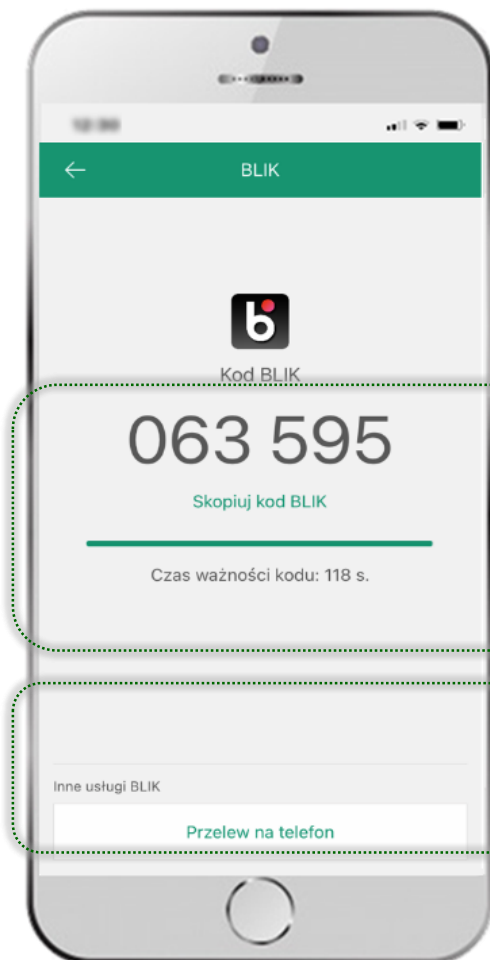 BLIK
Kod BLIK
063 595
Skopiuj kod BLIK
Czas ważności kodu: 118 s.
Inne usługi BLIK
Przelew na telefon